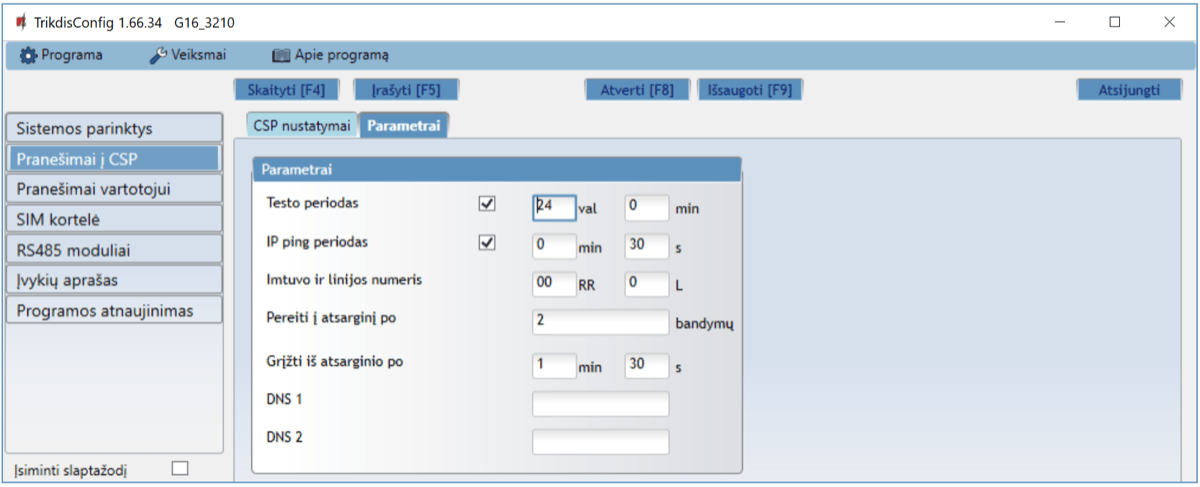 TrikdisConfig 1.66.34 G16_3210
Programa Veiksmai Apie programą
Skaityti [F4] Įrašyti [F5] Atverti [F8] Išsaugoti [F9] Atsijungti
Sistemos parinktys
Pranešimai į CSP
Pranešimai vartotojui
SIM kortelė
RS485 moduliai
Įvykių aprašas
Programos atnaujinimas
Įsiminti slaptažodį
CSP nustatymai Parametrai
Parametrai
Testo periodas 24 val 0 min
IP ping periodas 0 min 30 s
Imtuvo ir linijos numeris 00 RR 0 L
Pereiti į atsarginį po 2 bandymų
Grįžti iš atsarginio po 1 min 30 s
DNS 1
DNS 2